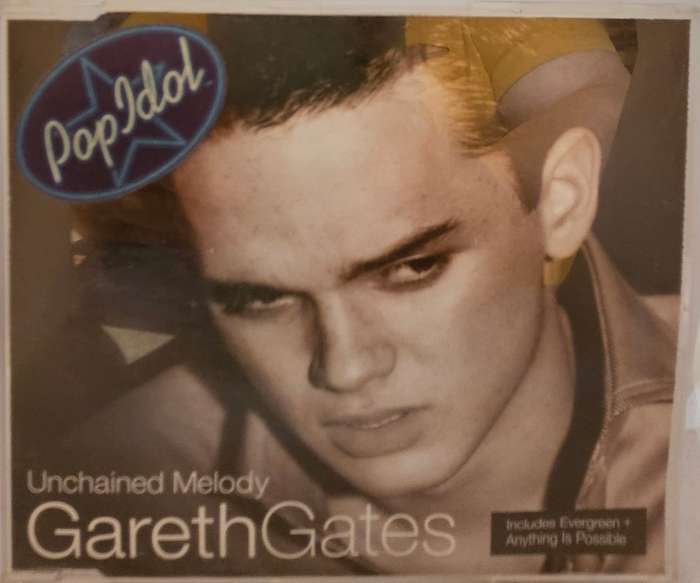 Pop Idol
Unchained Melody
GarethGates
Includes Evergreen +
Anything Is Possible